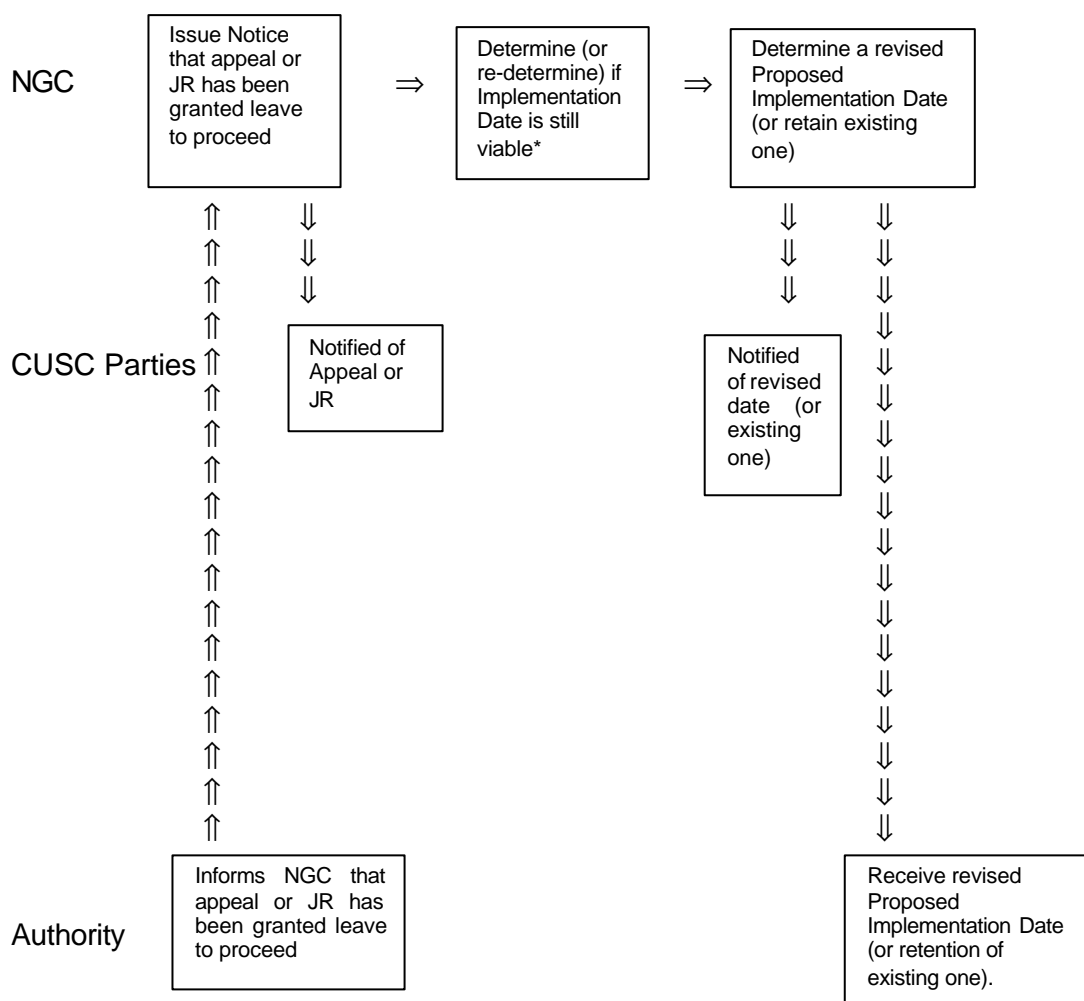 NGC
Issue Notice
that appeal or
JR has been
granted leave
to proceed
⇒
Determine (or
re-determine) if
Implementation
Date is still
viable*
⇒
Determine a revised
Proposed
Implementation Date
(or retain existing
one)
CUSC Parties
Notified of
Appeal or
JR
Notified
of revised
date (or
existing
one)
Authority
Informs NGC that
appeal or JR has
been granted leave
to proceed
Receive revised
Proposed
Implementation Date
(or retention of
existing one).